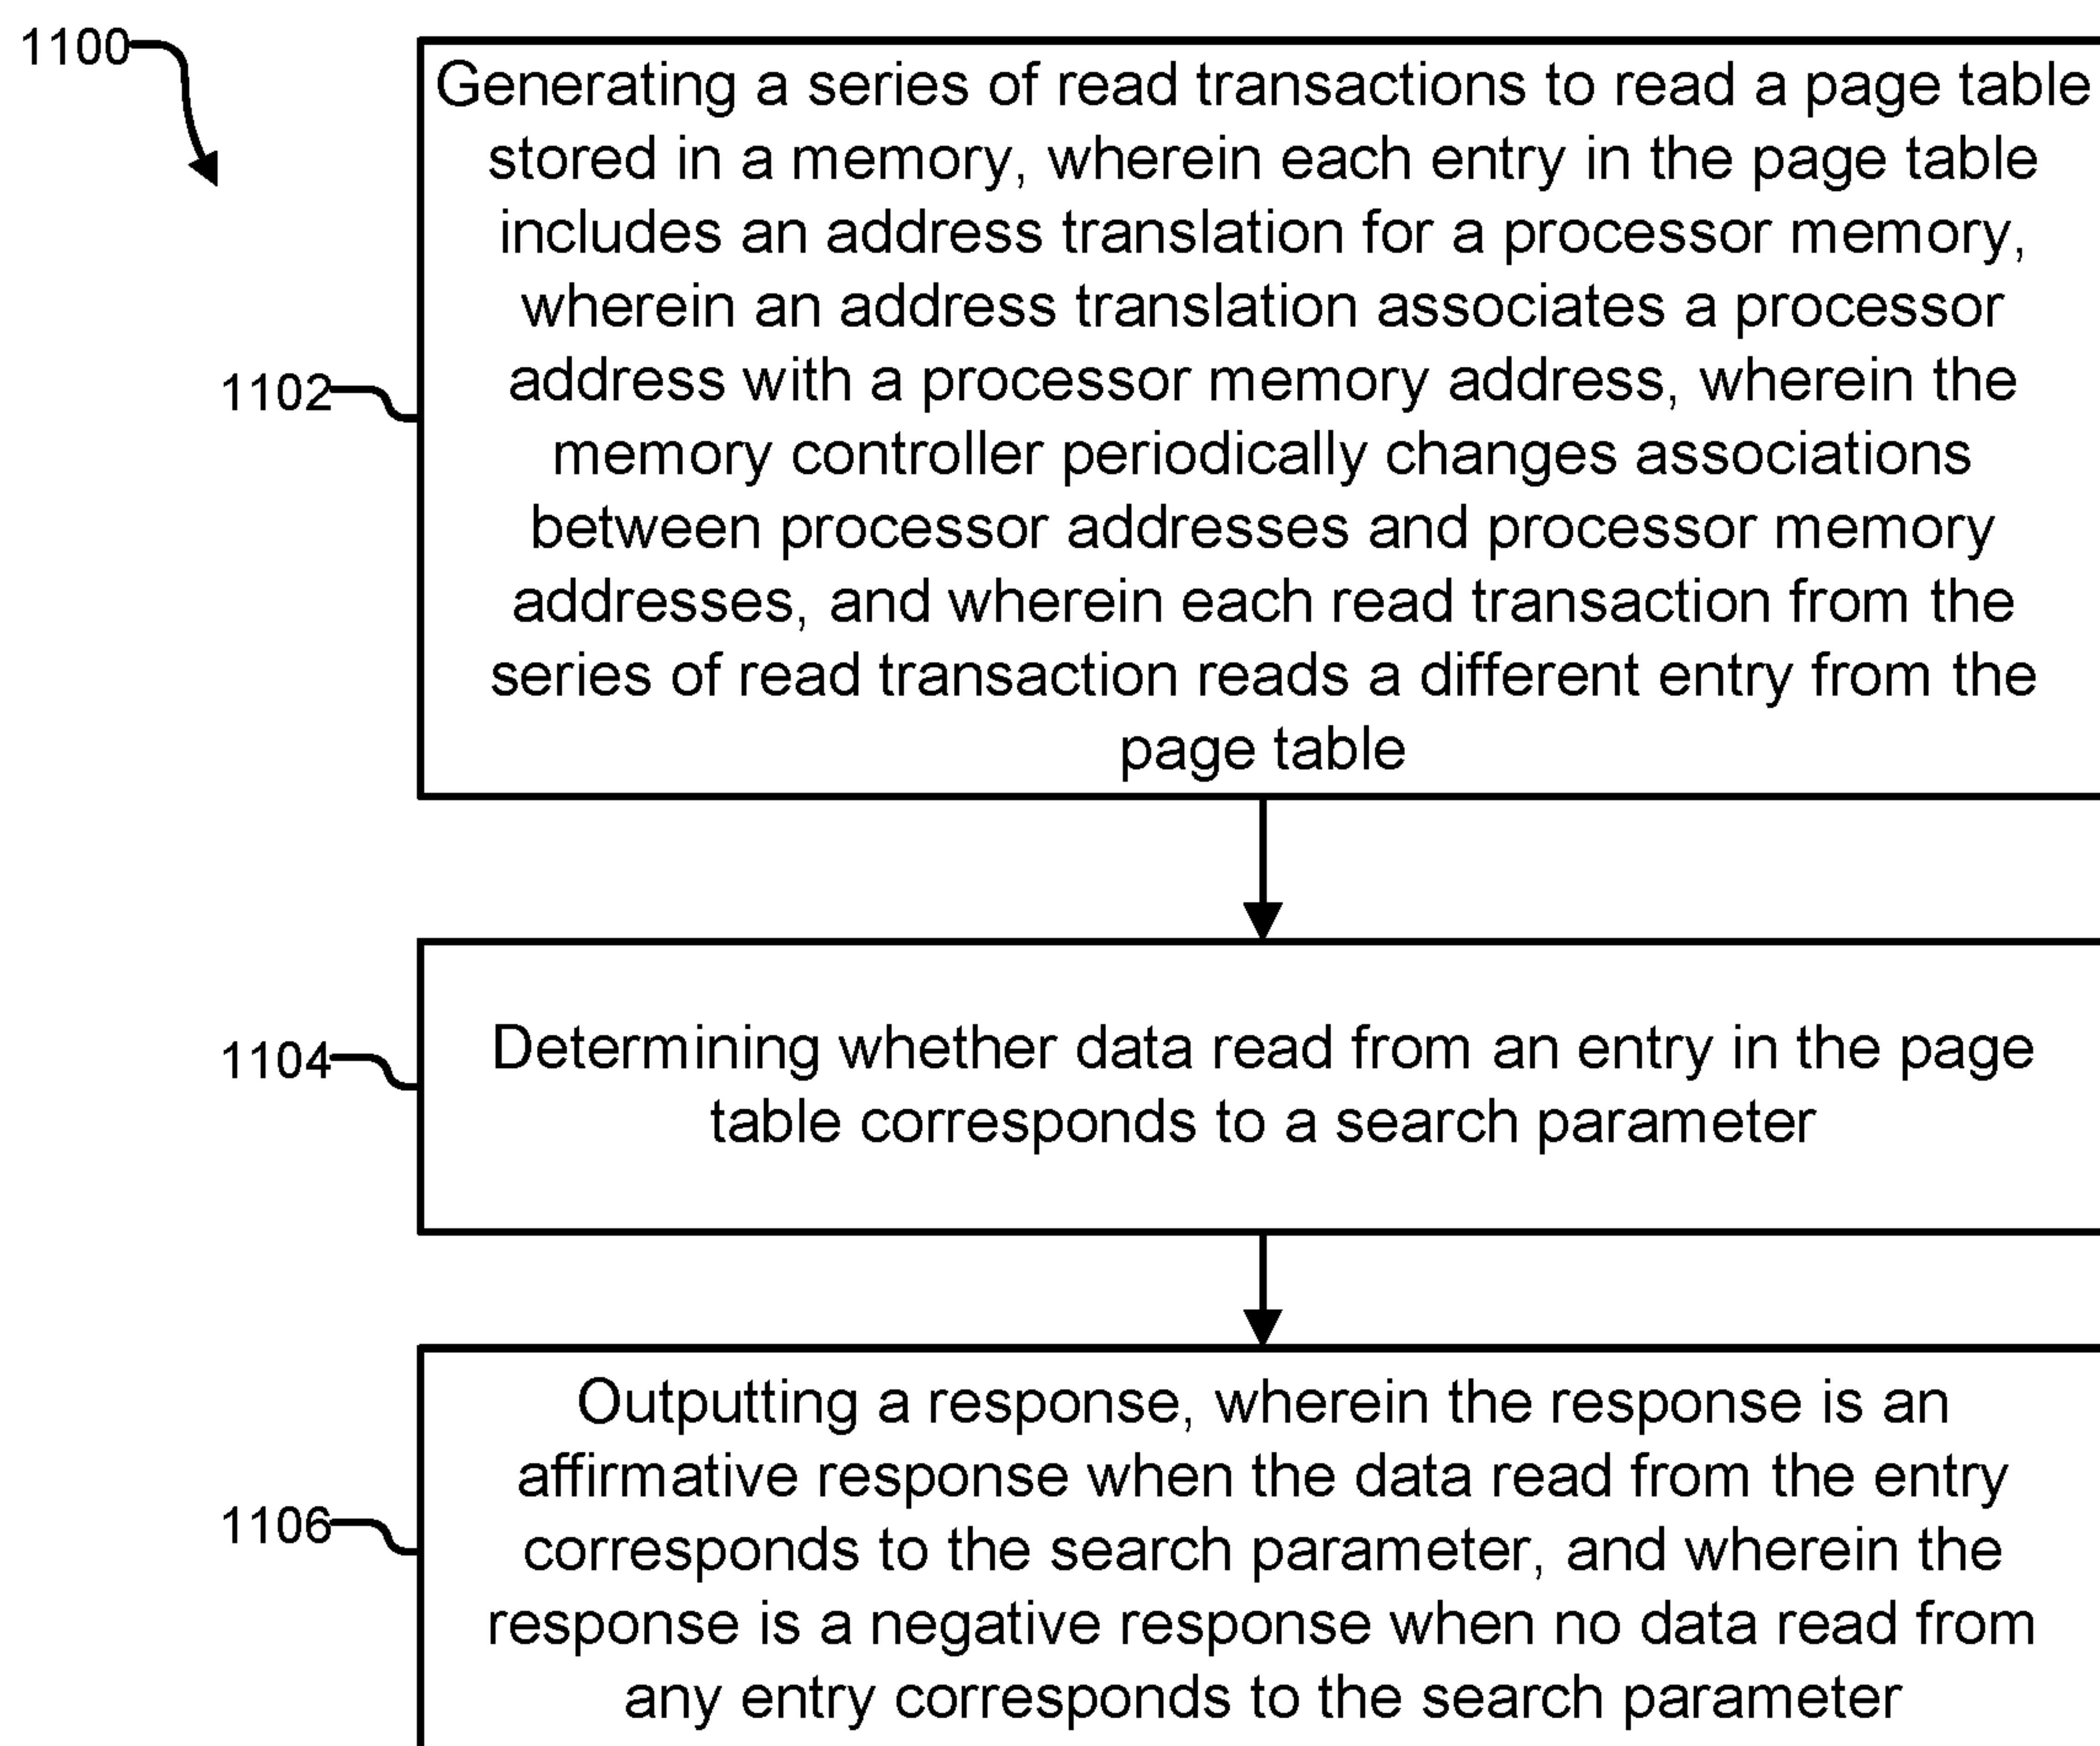 1100
Generating a series of read transactions to read a page table
stored in a memory, wherein each entry in the page table
includes an address translation for a processor memory,
wherein an address translation associates a processor
address with a processor memory address, wherein the
memory controller periodically changes associations
between processor addresses and processor memory
addresses, and wherein each read transaction from the
series of read transaction reads a different entry from the
page table
1102
Determining whether data read from an entry in the page
table corresponds to a search parameter
1104
Outputting a response, wherein the response is an
affirmative response when the data read from the entry
corresponds to the search parameter, and wherein the
response is a negative response when no data read from
any entry corresponds to the search parameter
1106